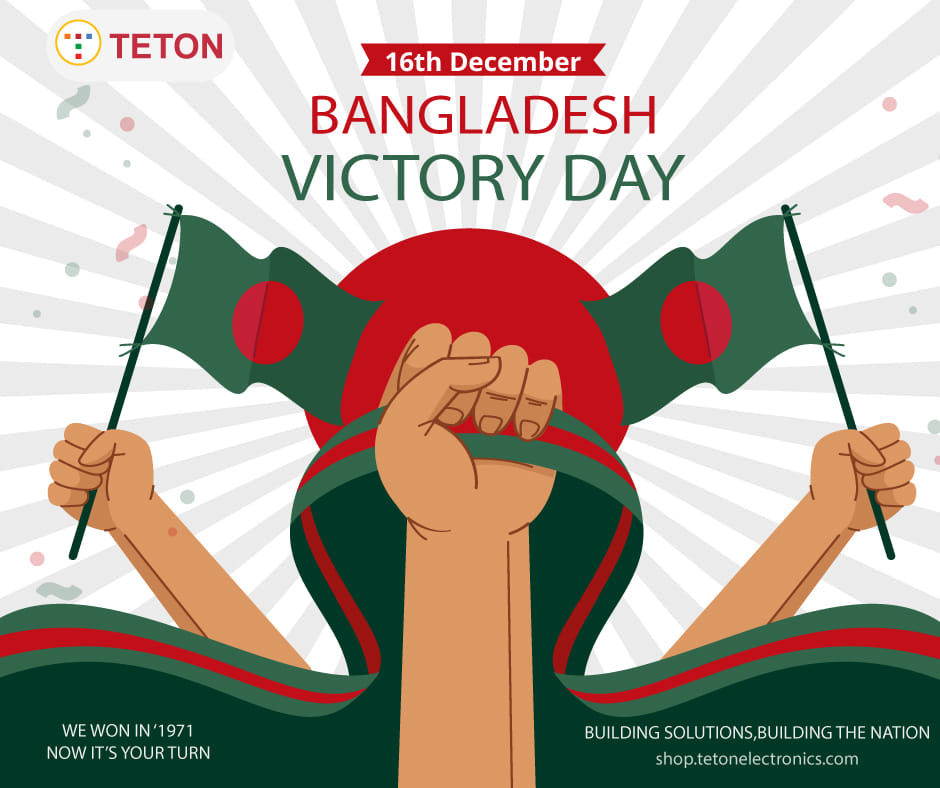 TETON
16th December
BANGLADESH
VICTORY DAY
WE WON IN ‘1971
NOW IT’S YOUR TURN
BUILDING SOLUTIONS,BUILDING THE NATION
shop.tetonelectronics.com